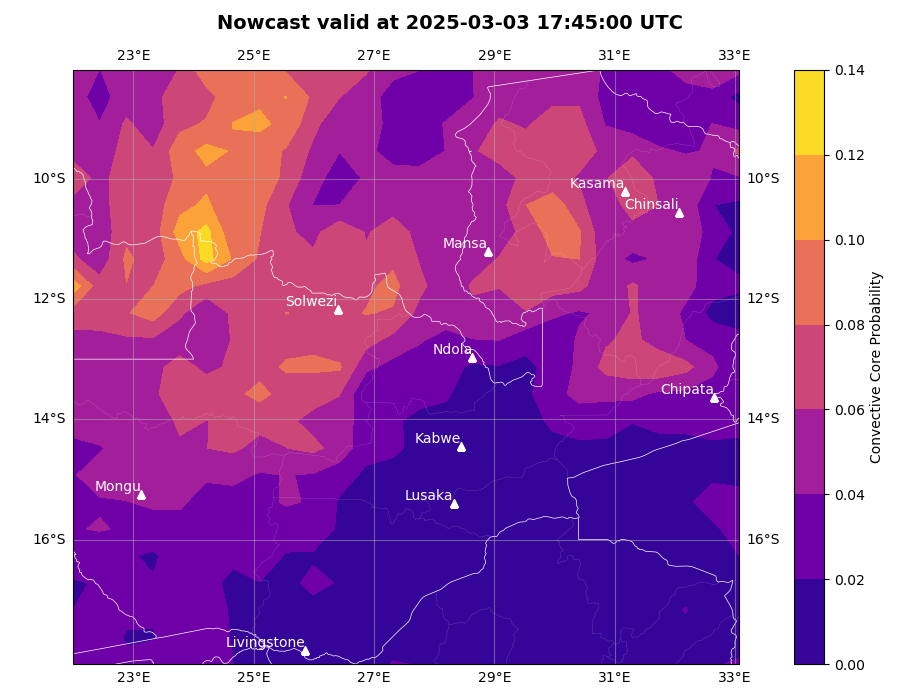 Nowcast valid at 2025-03-03 17:45:00 UTC
23°E 25°E 27°E 29°E 31°E 33°E
0.14
0.12
10°S Kasama 10°S
Chinsali
0.10
Mansa
12°S Solwezi 12°S
0.08
Ndola
Chipata
0.06
14°S 14°S
Kabwe
Mongu Lusaka
0.04
16°S 16°S
0.02
Livingstone
0.00
23°E 25°E 27°E 29°E 31°E 33°E
Convective Core Probability